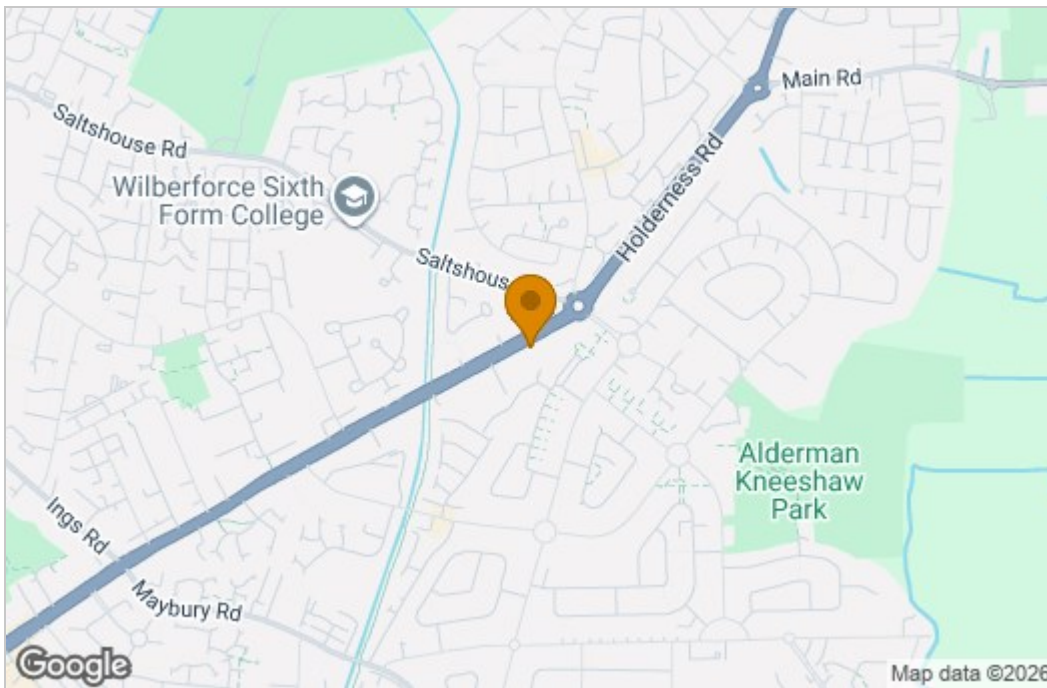 Main Rd
Saltshouse Rd
Holderness Rd
Wilberforce Sixth
Form College
Saltshous
Alderman
Kneeshaw
Park
Ings Rd
Maybury Rd
Google
Map data ©2026